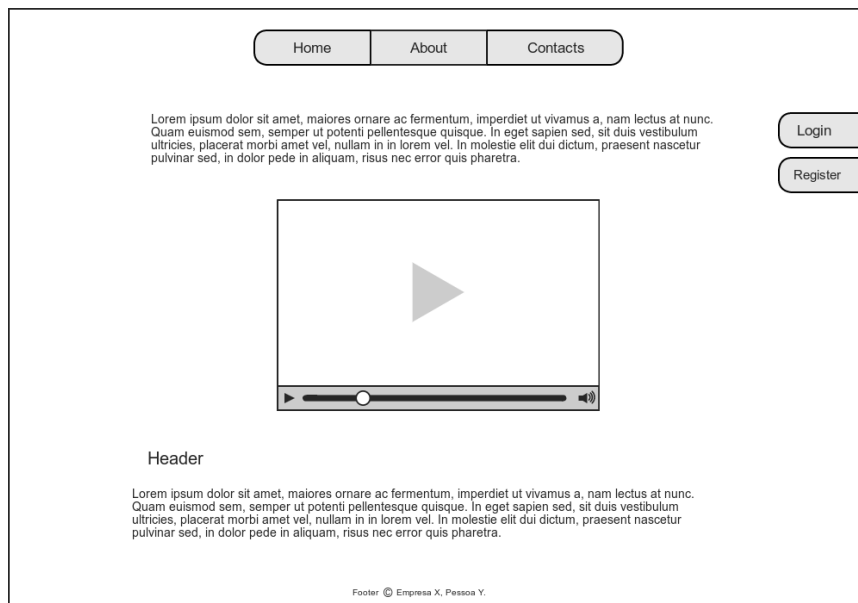 Home About Contacts
Lorem ipsum dolor sit amet, maiores ornare ac fermentum, imperdiet ut vivamus a, nam lectus at nunc.
Quam euismod sem, semper ut potenti pellentesque quisque. In eget sapien sed, sit duis vestibulum
ultricies, placerat morbi amet vel, nullam in in lorem vel. In molestie elit dui dictum, praesent nascetur
pulvinar sed, in dolor pede in aliquam, risus nec error quis pharetra.
Login
Register
Header
Lorem ipsum dolor sit amet, maiores ornare ac fermentum, imperdiet ut vivamus a, nam lectus at nunc.
Quam euismod sem, semper ut potenti pellentesque quisque. In eget sapien sed, sit duis vestibulum
ultricies, placerat morbi amet vel, nullam in in lorem vel. In molestie elit dui dictum, praesent nascetur
pulvinar sed, in dolor pede in aliquam, risus nec error quis pharetra.
Footer © Empresa X, Pessoa Y.